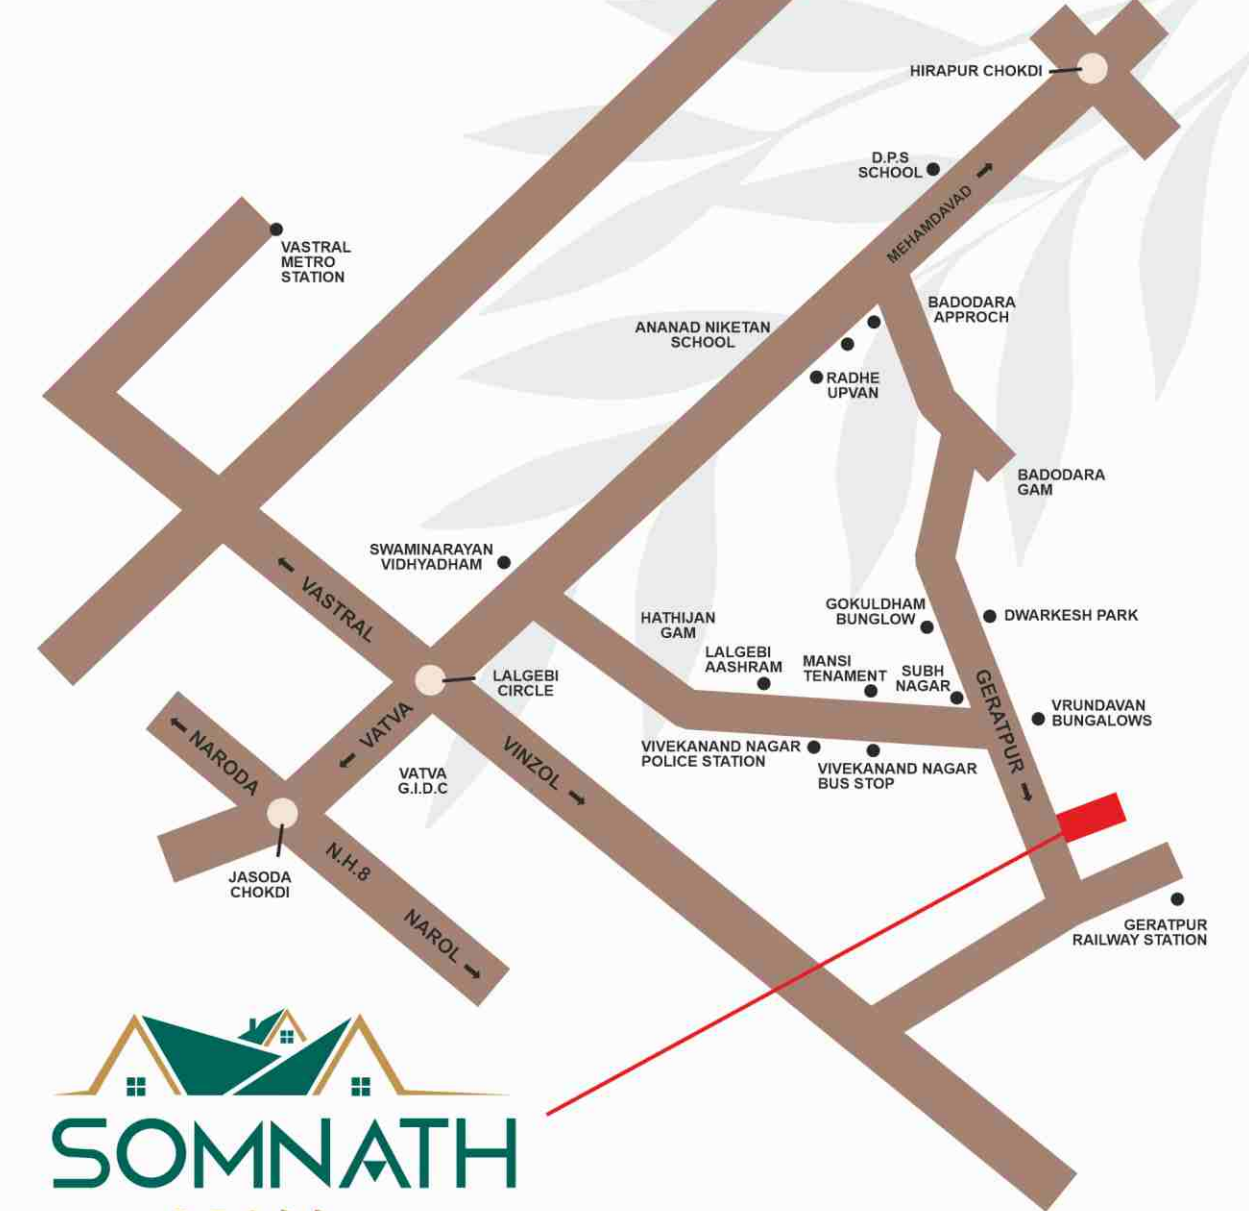 HIRAPUR CHOKDI
D.P.S
SCHOOL
MEHAMDAVAD
VASTRAL
METRO
STATION
BADODARA
APPROCH
ANANAD NIKETAN
SCHOOL
RADHE
UPVAN
BADODARA
GAM
SWAMINARAYAN
VIDHYADHAM
VASTRAL
HATHIJAN
GAM
GOKULDHAM
BUNGLOW
DWARKESH PARK
LALGEBI
AASHRAM
MANSI
TENAMENT
SUBH
NAGAR
LALGEBI
CIRCLE
GERATPUR
VRUNDAVAN
BUNGALOWS
VATVA
NARODA
VINZOL
VIVEKANAND NAGAR
POLICE STATION
VIVEKANAND NAGAR
BUS STOP
VATVA
G.I.D.C
JASODA
CHOKDI
N.H.8
NAROL
GERATPUR
RAILWAY STATION
SOMNATH